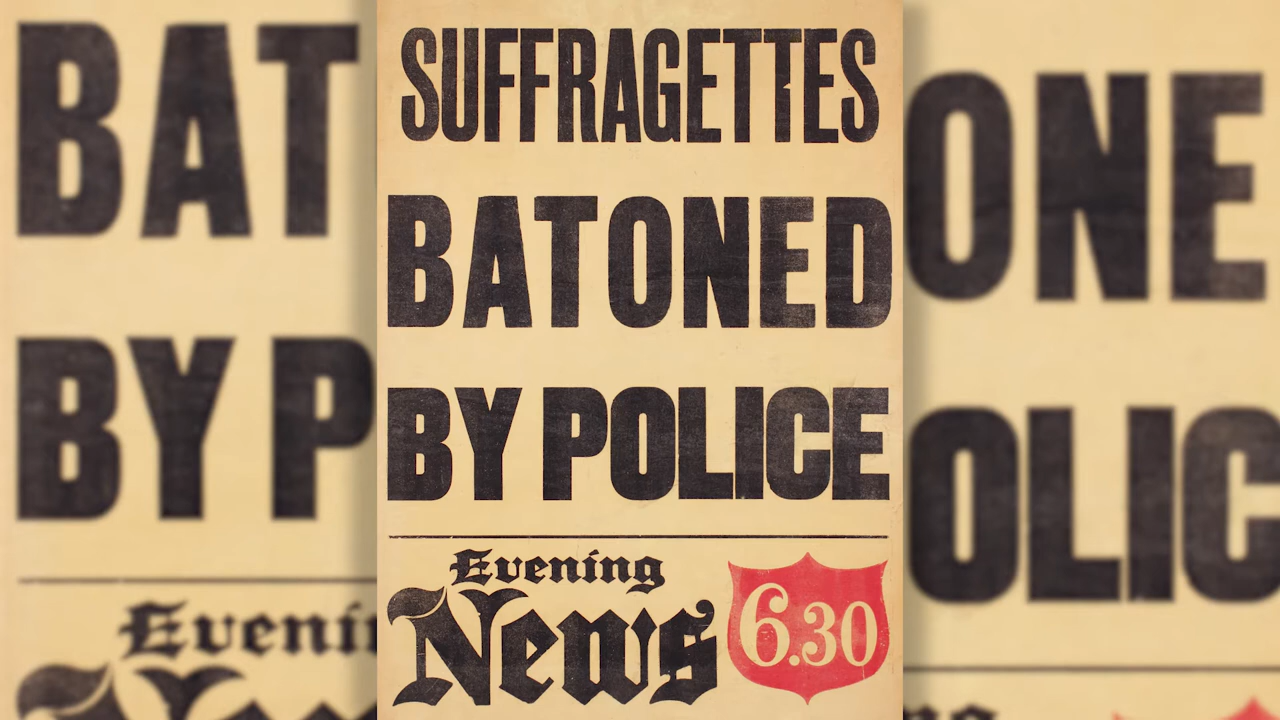 SUFFRAGETTES
BATONED
BY POLICE
Evening
News
6.30